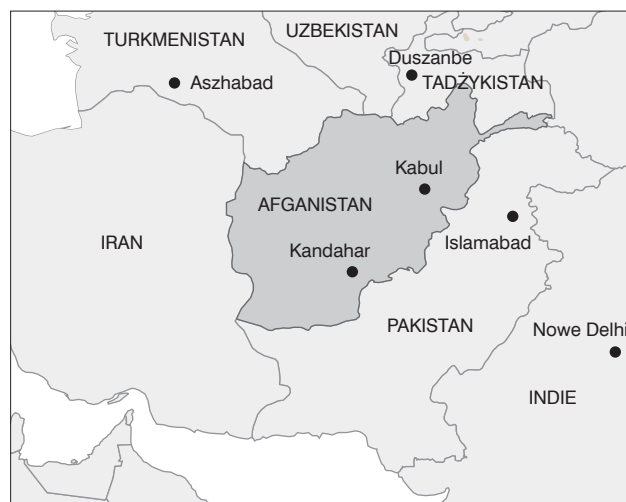 UZBEKISTAN
TURKMENISTAN
Duszanbe
TADŻYKISTAN
Aszhabad
Kabul
AFGANISTAN
IRAN
Kandahar
Islamabad
PAKISTAN
Nowe Delhi
INDIE